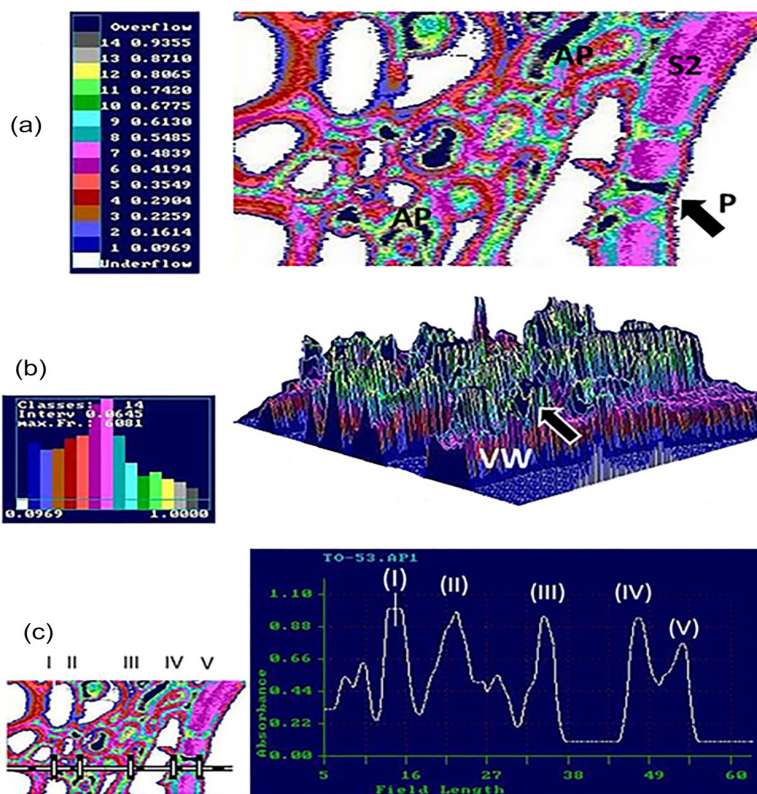 (a)
Overflow
14 0.9355
13 0.8710
12 0.8065
11 0.7420
10 0.6775
9 0.6130
8 0.5485
7 0.4839
6 0.4194
5 0.3549
4 0.2904
3 0.2259
2 0.1614
1 0.0969
Underflow
AP
S2
AP
P
(b)
Classes: 14
Interv 0.0645
max.Fr.: 6081
0.0969 1.0000
VW
(c)
I II III IV V
TO-53.AP1
(I) (II) (III) (IV) (V)
Absorbance
1.10
0.88
0.66
0.44
0.22
0.00
5 16 27 38 49 60
Field Length